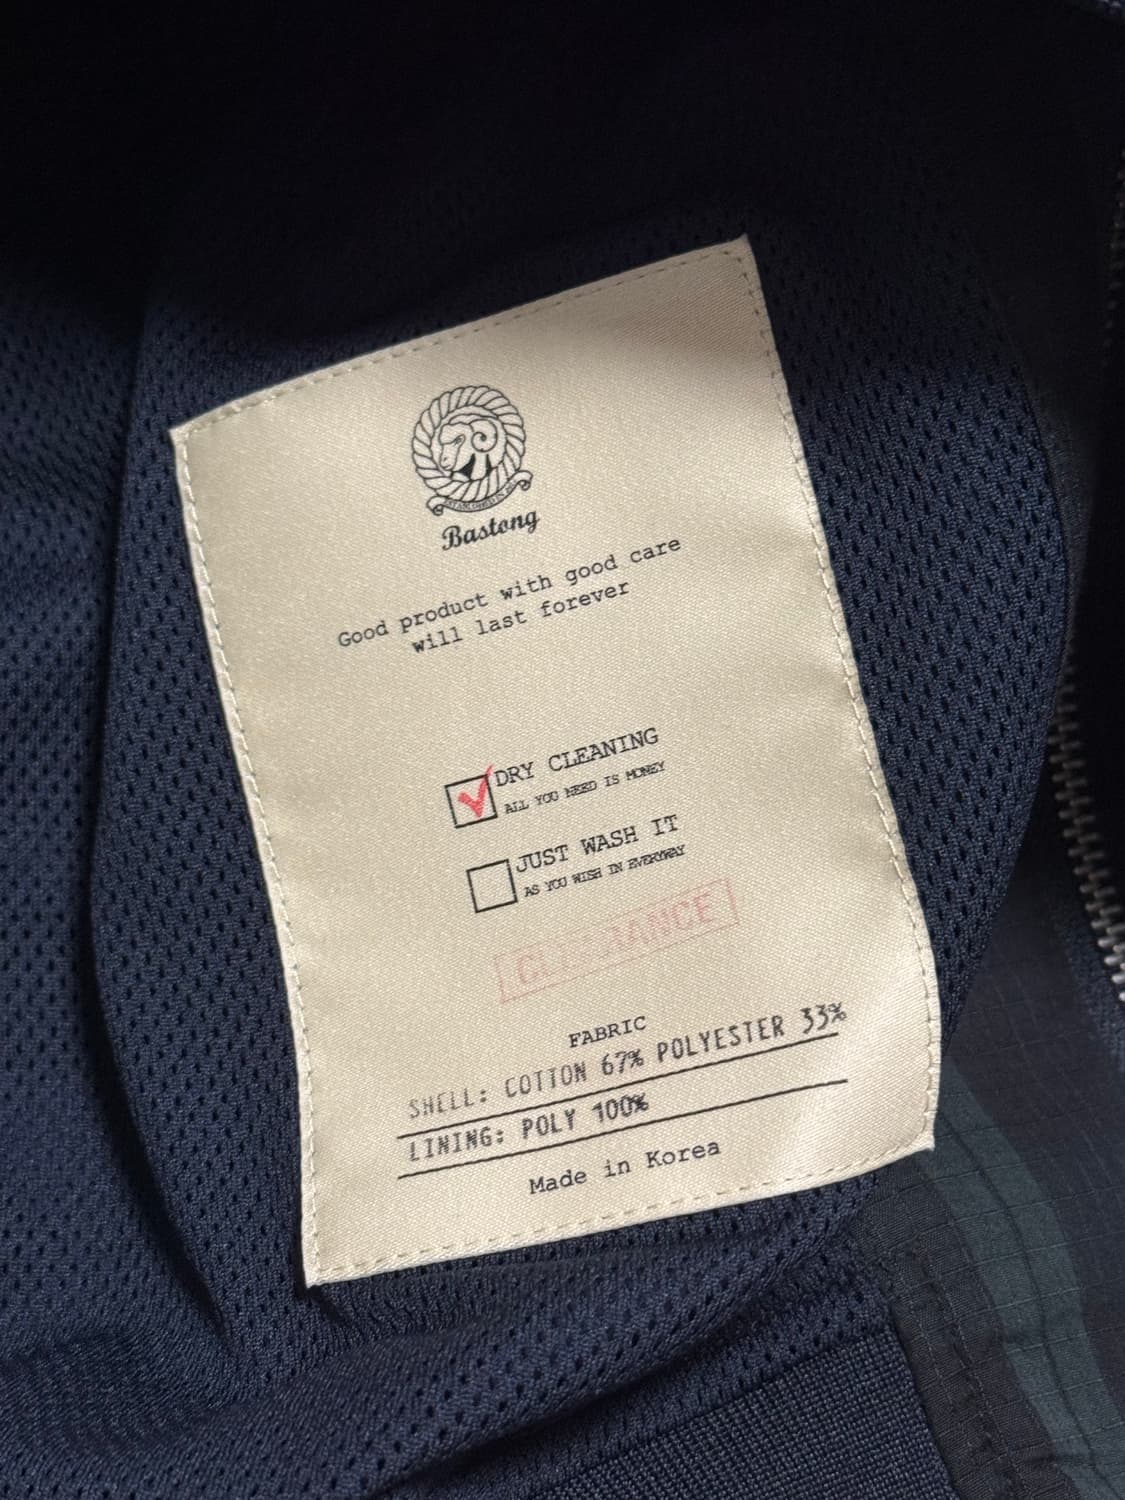 Bastong
Good product with good care
will last forever
DRY CLEANING
ALL YOU NEED IS MONEY
JUST WASH IT
AS YOU WISH IN EVERYWAY
CLEARANCE
FABRIC
SHELL: COTTON 67% POLYESTER 33%
LINING: POLY 100%
Made in Korea